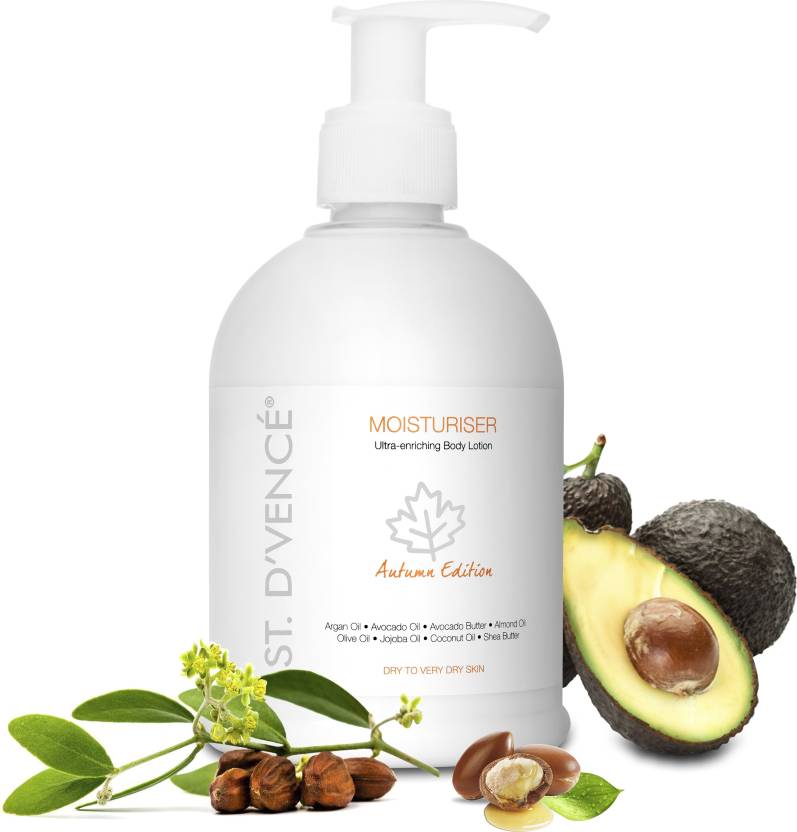 ST. D'VENCÉ®
MOISTURISER
Ultra-enriching Body Lotion
Autumn Edition
Argan Oil • Avocado Oil • Avocado Butter • Almond Oil
Olive Oil • Jojoba Oil • Coconut Oil • Shea Butter
DRY TO VERY DRY SKIN